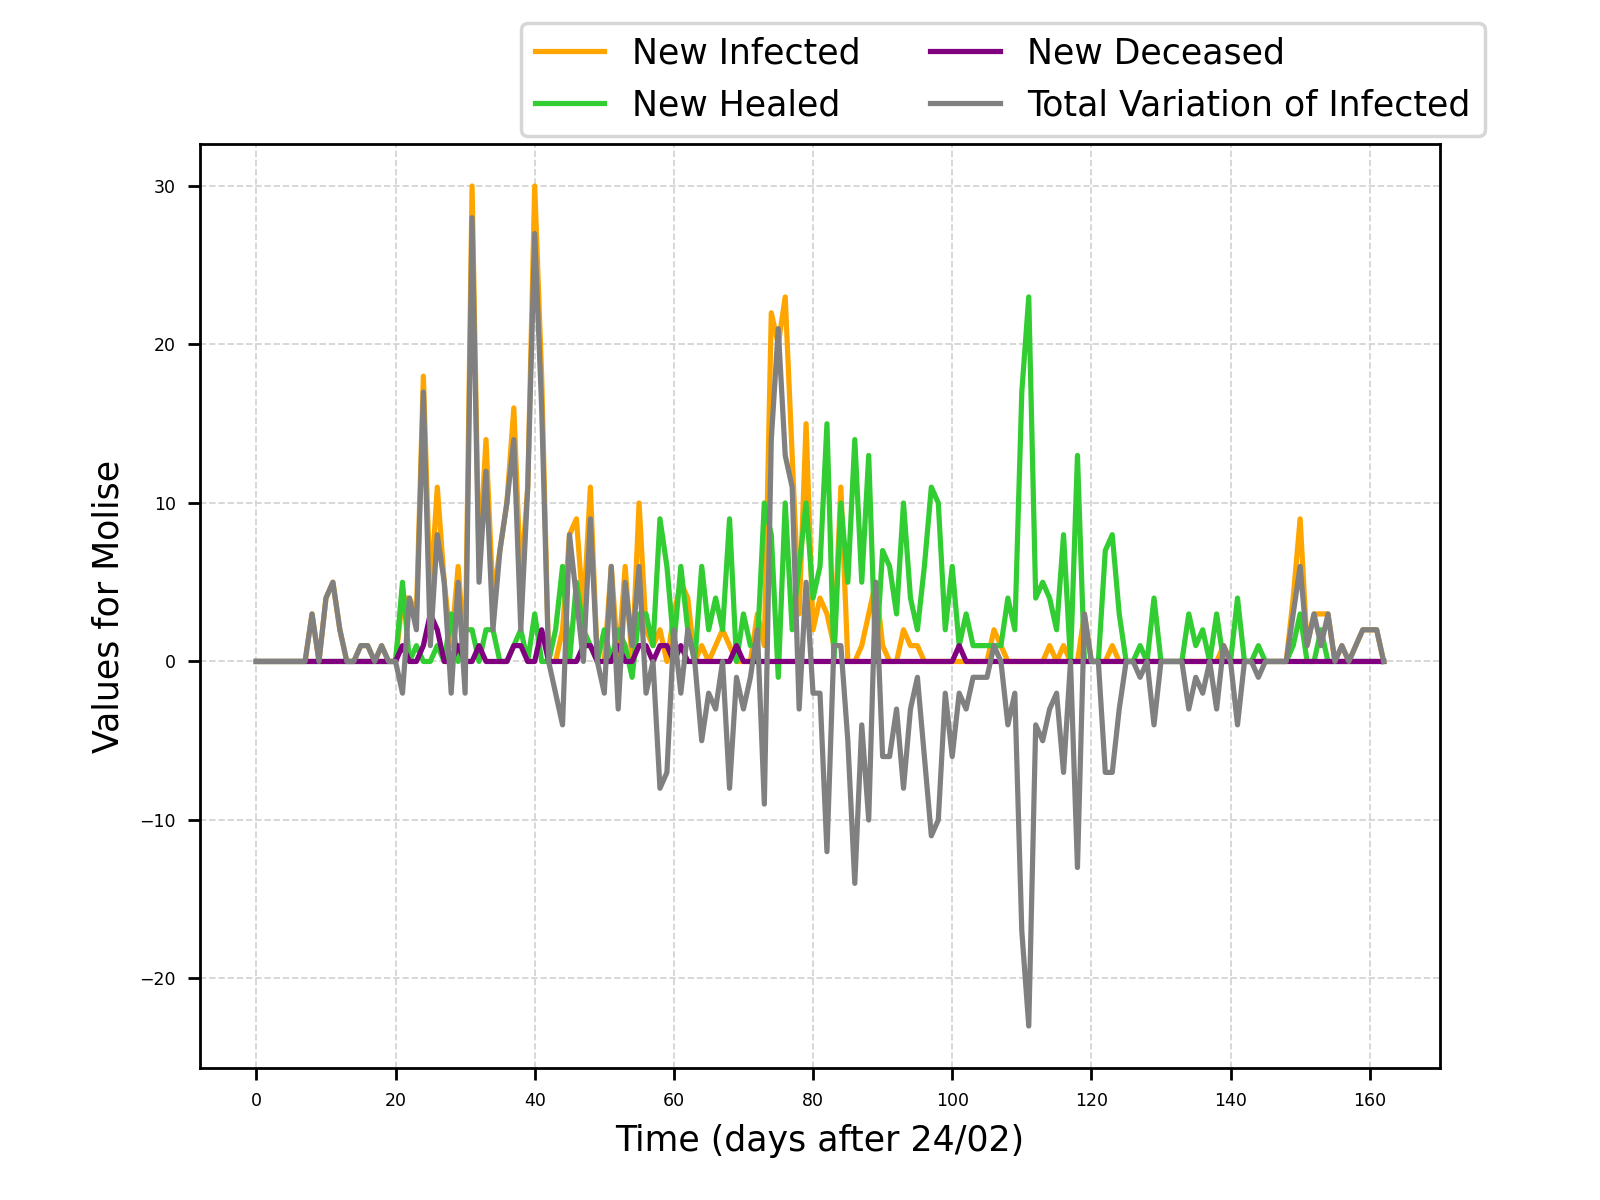 New Infected
New Healed
New Deceased
Total Variation of Infected
30
20
10
0
−10
−20
Values for Molise
0 20 40 60 80 100 120 140 160
Time (days after 24/02)